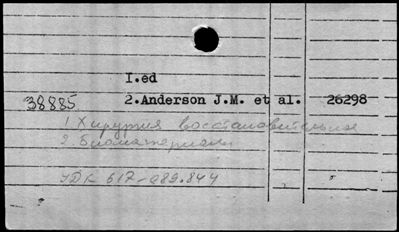 I.ed
38885 2.Anderson J.M. et al. 26298
1. Хирургия восстановительная
2. Биоматериалы
УДК 617-089.844